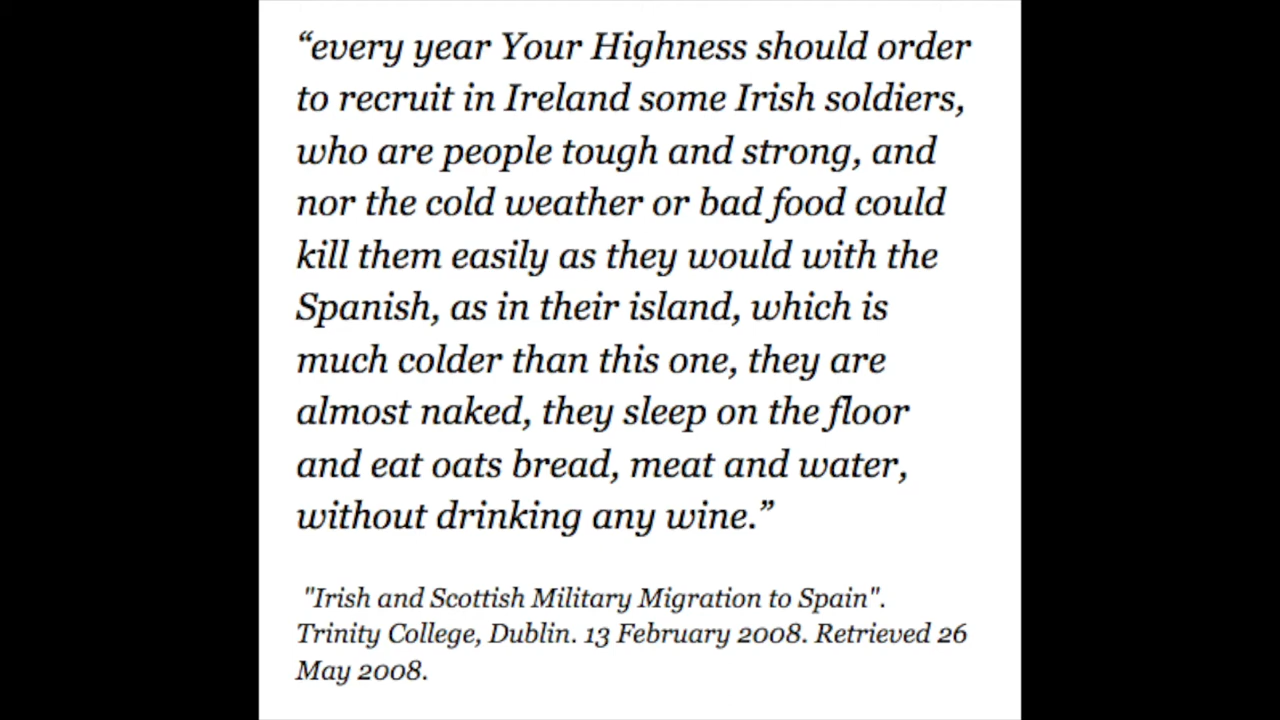 “every year Your Highness should order
to recruit in Ireland some Irish soldiers,
who are people tough and strong, and
nor the cold weather or bad food could
kill them easily as they would with the
Spanish, as in their island, which is
much colder than this one, they are
almost naked, they sleep on the floor
and eat oats bread, meat and water,
without drinking any wine.”
"Irish and Scottish Military Migration to Spain".
Trinity College, Dublin. 13 February 2008. Retrieved 26
May 2008.